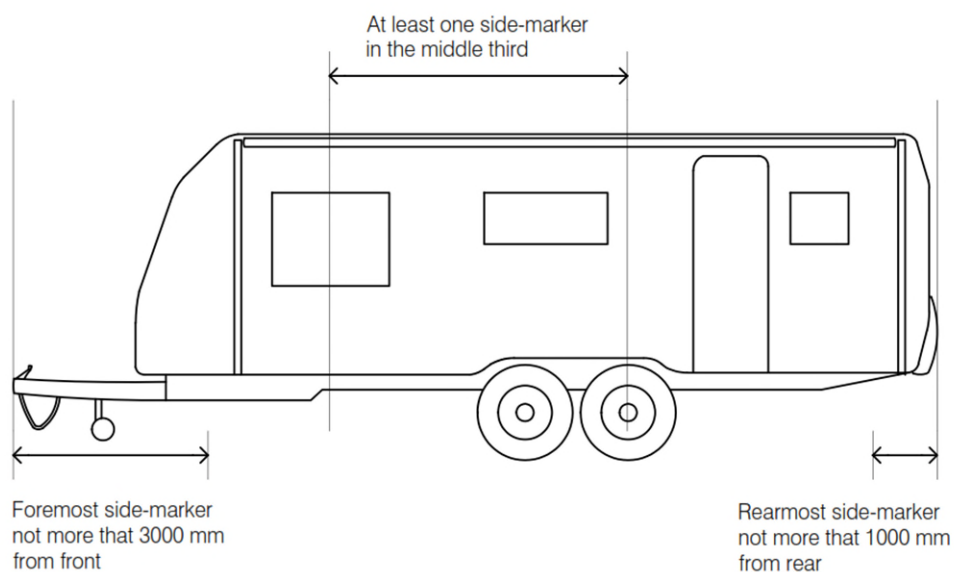 At least one side-marker
in the middle third
Foremost side-marker
not more that 3000 mm
from front
Rearmost side-marker
not more that 1000 mm
from rear